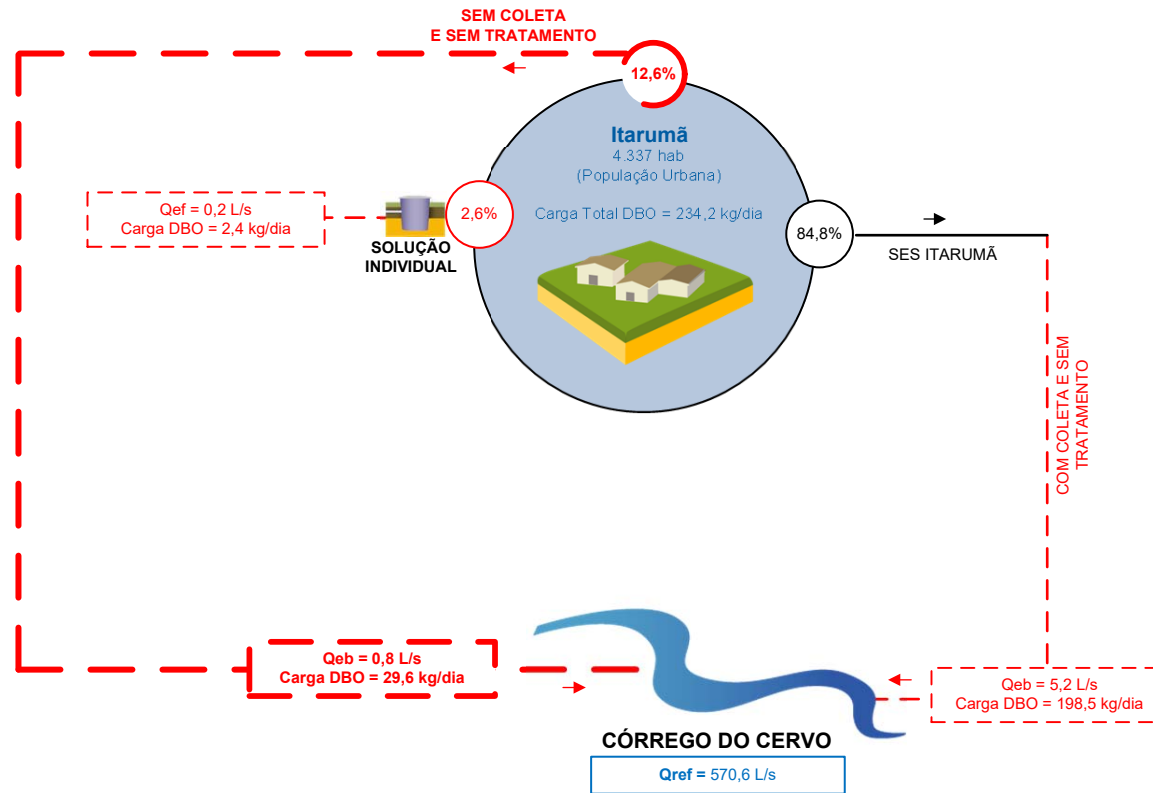 SEM COLETA
E SEM TRATAMENTO
12,6%
Itarumã
4.337 hab
(População Urbana)
Carga Total DBO = 234,2 kg/dia
Qef = 0,2 L/s
Carga DBO = 2,4 kg/dia
2,6%
SOLUÇÃO
INDIVIDUAL
84,8%
SES ITARUMÃ
COM COLETA E SEM
TRATAMENTO
Qeb = 0,8 L/s
Carga DBO = 29,6 kg/dia
Qeb = 5,2 L/s
Carga DBO = 198,5 kg/dia
CÓRREGO DO CERVO
Qref = 570,6 L/s